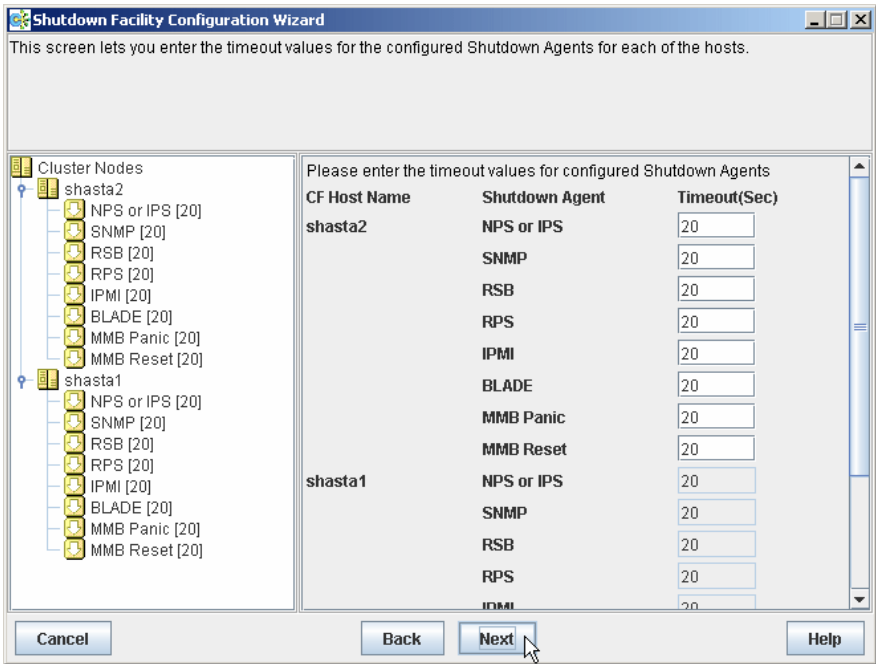 Shutdown Facility Configuration Wizard
This screen lets you enter the timeout values for the configured Shutdown Agents for each of the hosts.
Cluster Nodes
shasta2
NPS or IPS [20]
SNMP [20]
RSB [20]
RPS [20]
IPMI [20]
BLADE [20]
MMB Panic [20]
MMB Reset [20]
shasta1
NPS or IPS [20]
SNMP [20]
RSB [20]
RPS [20]
IPMI [20]
BLADE [20]
MMB Panic [20]
MMB Reset [20]
Please enter the timeout values for configured Shutdown Agents
CF Host Name Shutdown Agent Timeout(Sec)
shasta2 NPS or IPS 20
SNMP 20
RSB 20
RPS 20
IPMI 20
BLADE 20
MMB Panic 20
MMB Reset 20
shasta1 NPS or IPS 20
SNMP 20
RSB 20
RPS 20
IPMI 20
Cancel Back Next Help